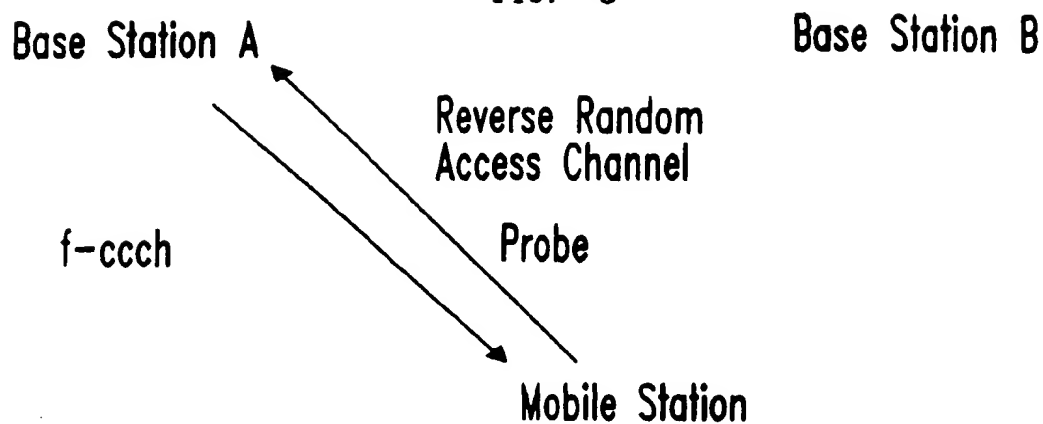 Base Station A
Base Station B
Reverse Random
Access Channel
f-ccch
Probe
Mobile Station